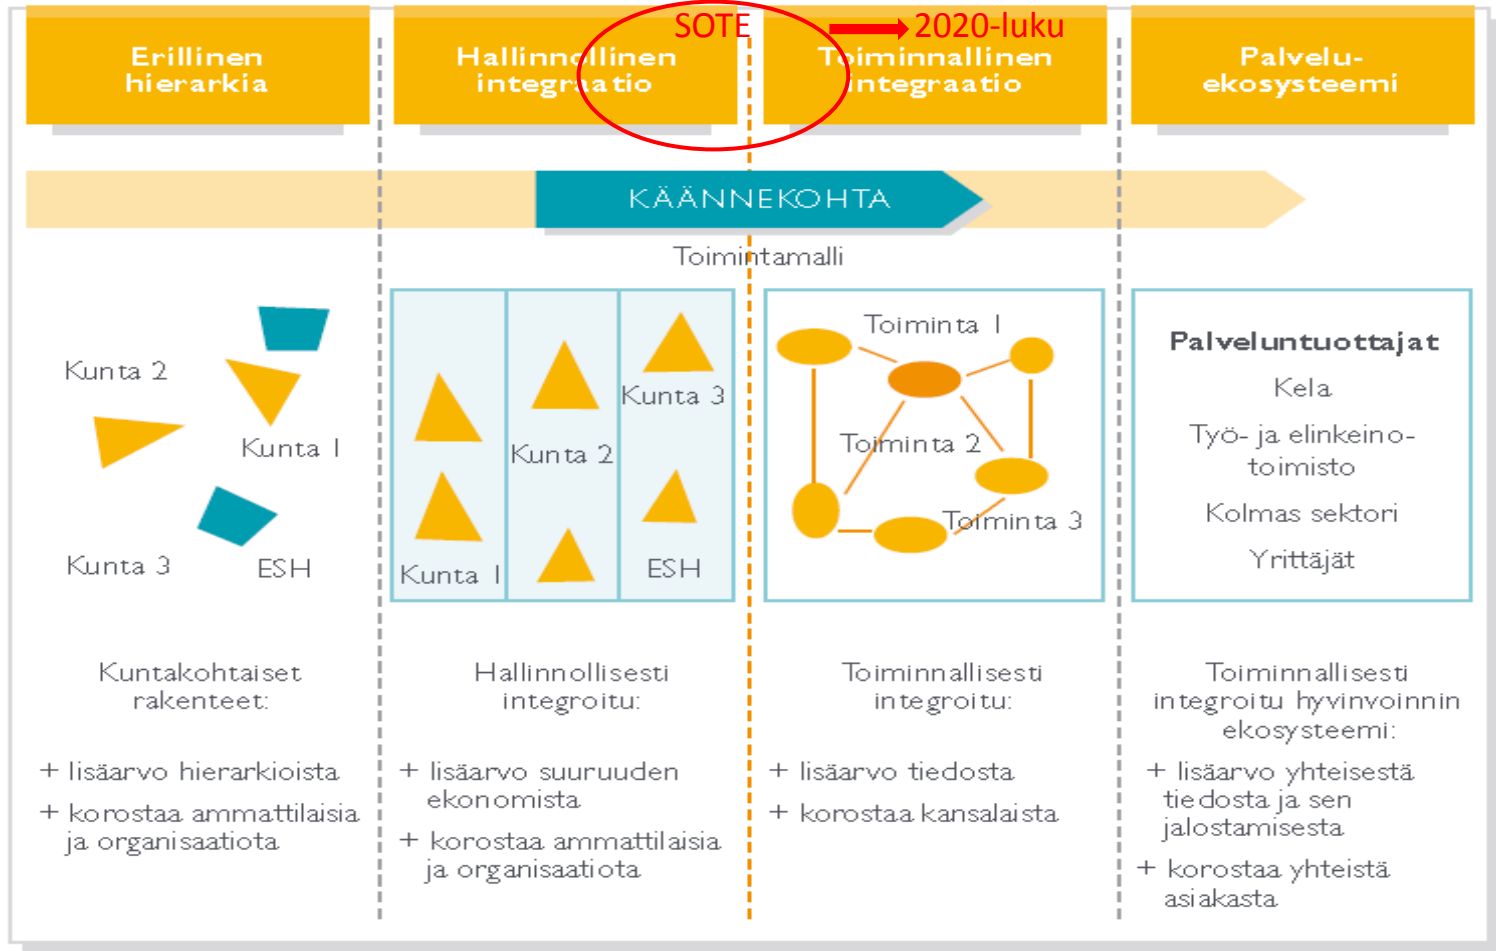 SOTE
2020-luku
Erillinen
hierarkia
Hallinnollinen
integraatio
Toiminnallinen
integraatio
Palvelu-
ekosysteemi
KÄÄNNEKOHTA
Toimintamalli
Kunta 2
Kunta 1
Kunta 3
ESH
Kunta 3
Kunta 2
Kunta 1
ESH
Toiminta 1
Toiminta 2
Toiminta 3
Palveluntuottajat
Kela
Työ- ja elinkeino-
toimisto
Kolmas sektori
Yrittäjät
Kuntakohtaiset
rakenteet:
+ lisäarvo hierarkioista
+ korostaa ammattilaisia
ja organisaatiota
Hallinnollisesti
integroitu:
+ lisäarvo suuruuden
ekonomista
+ korostaa ammattilaisia
ja organisaatiota
Toiminnallisesti
integroitu:
+ lisäarvo tiedosta
+ korostaa kansalaista
Toiminnallisesti
integroitu hyvinvoinnin
ekosysteemi:
+ lisäarvo yhteisestä
tiedosta ja sen
jalostamisesta
+ korostaa yhteistä
asiakasta